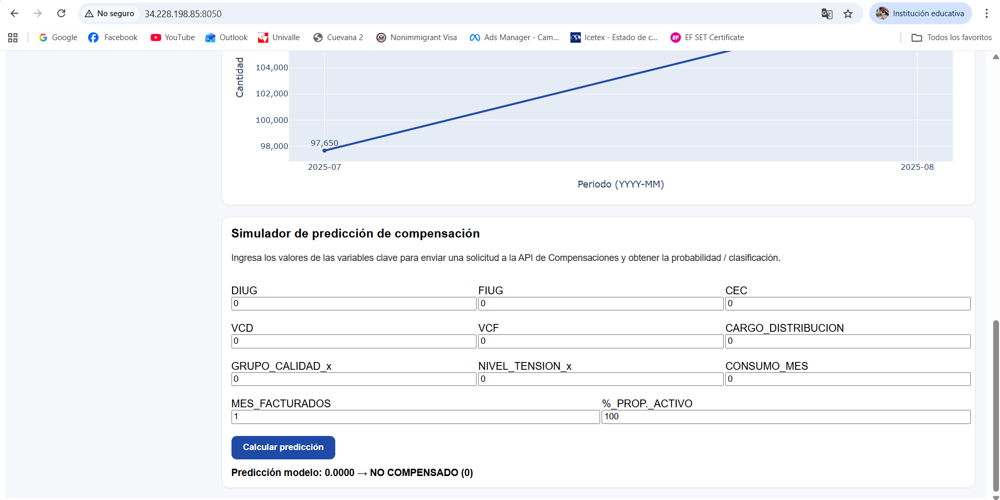 No seguro 34.228.198.85:8050 Institución educativa
Google Facebook YouTube Outlook Univalle Cuevana 2 Nonimmigrant Visa Ads Manager - Cam... Icetex - Estado de c... EF EF SET Certificate Todos los favoritos
Cantidad
104,000
102,000
100,000
98,000
97,650
2025-07 2025-08
Periodo (YYYY-MM)
Simulador de predicción de compensación
Ingresa los valores de las variables clave para enviar una solicitud a la API de Compensaciones y obtener la probabilidad / clasificación.
DIUG FIUG CEC
0 0 0
VCD VCF CARGO_DISTRIBUCION
0 0 0
GRUPO_CALIDAD_x NIVEL_TENSION_x CONSUMO_MES
0 0 0
MES_FACTURADOS %_PROP._ACTIVO
1 100
Calcular predicción
Predicción modelo: 0.0000 → NO COMPENSADO (0)